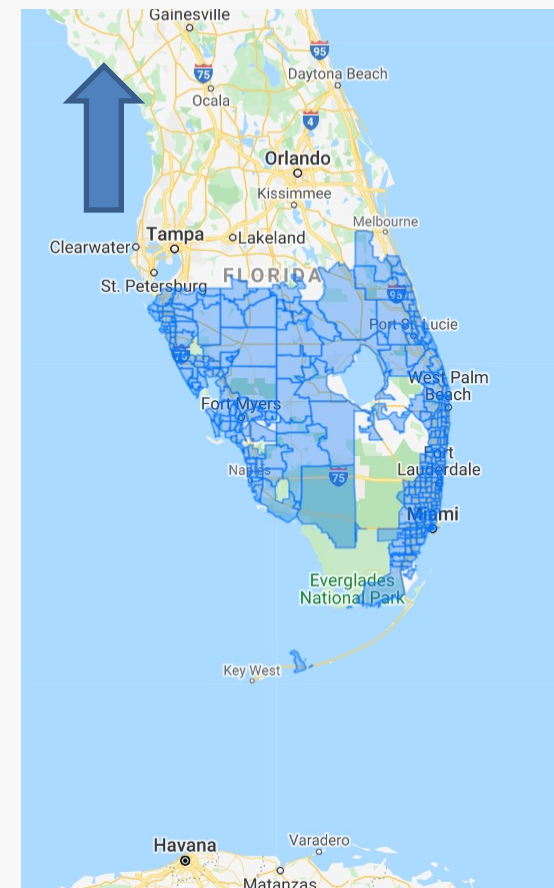 Gainesville
95
75
Daytona Beach
Ocala
4
Orlando
Kissimmee
Melbourne
Clearwater
Tampa
Lakeland
FLORIDA
St. Petersburg
95
Port St. Lucie
75
West Palm
Beach
Fort Myers
Fort
Lauderdale
Naples
75
Miami
Everglades
National Park
Key West
Havana
Varadero
Matanzas